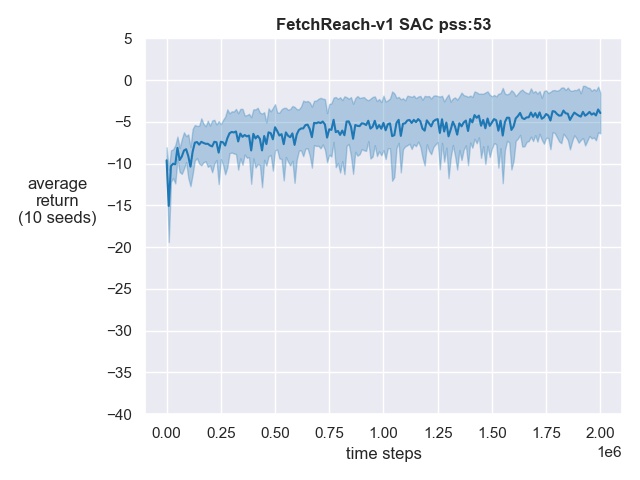 FetchReach-v1 SAC pss:53
5
0
−5
−10
−15
−20
−25
−30
−35
−40
average
return
(10 seeds)
0.00 0.25 0.50 0.75 1.00 1.25 1.50 1.75 2.00
time steps
1e6